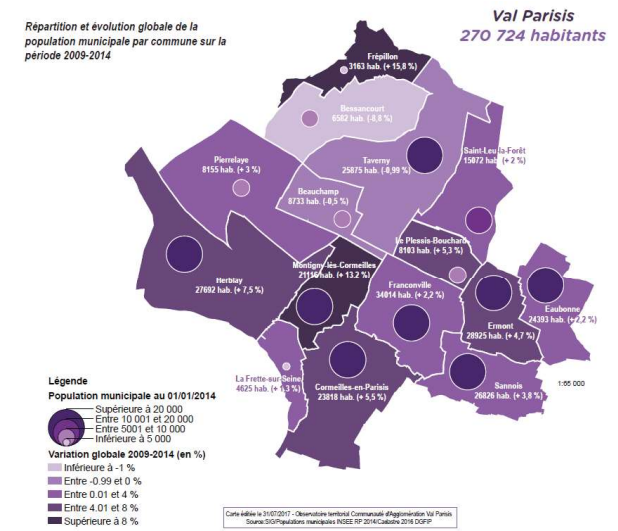 Répartition et évolution globale de la
population municipale par commune sur la
période 2009-2014
Val Parisis
270 724 habitants
Frépillon
3163 hab. (+ 15,8 %)
Bessancourt
6582 hab. (-8,8 %)
Pierrelaye
8155 hab. (+ 3 %)
Taverny
25875 hab. (-0,99 %)
Saint-Leu-la-Forêt
15072 hab. (+ 2 %)
Beauchamp
8733 hab. (-0,5 %)
Le Plessis-Bouchard
8103 hab. (+ 5,3 %)
Herblay
27692 hab. (+ 7,5 %)
Montigny-lès-Cormeilles
21116 hab. (+ 13,2 %)
Franconville
34014 hab. (+ 2,2 %)
Eaubonne
24393 hab. (+2,2 %)
Ermont
28925 hab. (+ 4,7 %)
La Frette-sur-Seine
4625 hab. (+ 1,3 %)
Cormeilles-en-Parisis
23818 hab. (+ 5,5 %)
Sannois
26826 hab. (+ 3,8 %)
1:65 000
Légende
Population municipale au 01/01/2014
Supérieure à 20 000
Entre 10 001 et 20 000
Entre 5001 et 10 000
Inférieure à 5 000
Variation globale 2009-2014 (en %)
Inférieure à -1 %
Entre -0.99 et 0 %
Entre 0.01 et 4 %
Entre 4.01 et 8 %
Supérieure à 8 %
Carte éditée le 31/07/2017 - Observatoire territorial Communauté d'Agglomération Val Parisis
Source:SIG/Populations municipales INSEE RP 2014/Cadastre 2016 DGFIP